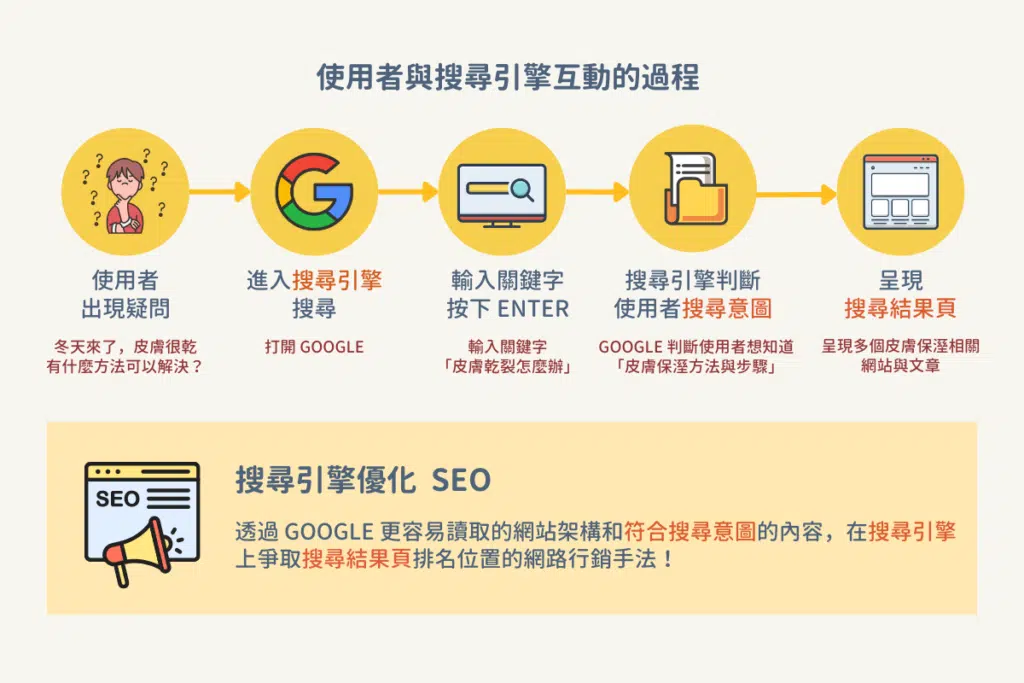 使用者與搜尋引擎互動的過程
使用者
出現疑問
冬天來了，皮膚很乾
有什麼方法可以解決？
進入搜尋引擎
搜尋
打開 GOOGLE
輸入關鍵字
按下 ENTER
輸入關鍵字
「皮膚乾裂怎麼辦」
搜尋引擎判斷
使用者搜尋意圖
GOOGLE 判斷使用者想知道
「皮膚保溼方法與步驟」
呈現
搜尋結果頁
呈現多個皮膚保溼相關
網站與文章
SEO
搜尋引擎優化 SEO
透過 GOOGLE 更容易讀取的網站架構和符合搜尋意圖的內容，在搜尋引擎
上爭取搜尋結果頁排名位置的網路行銷手法！